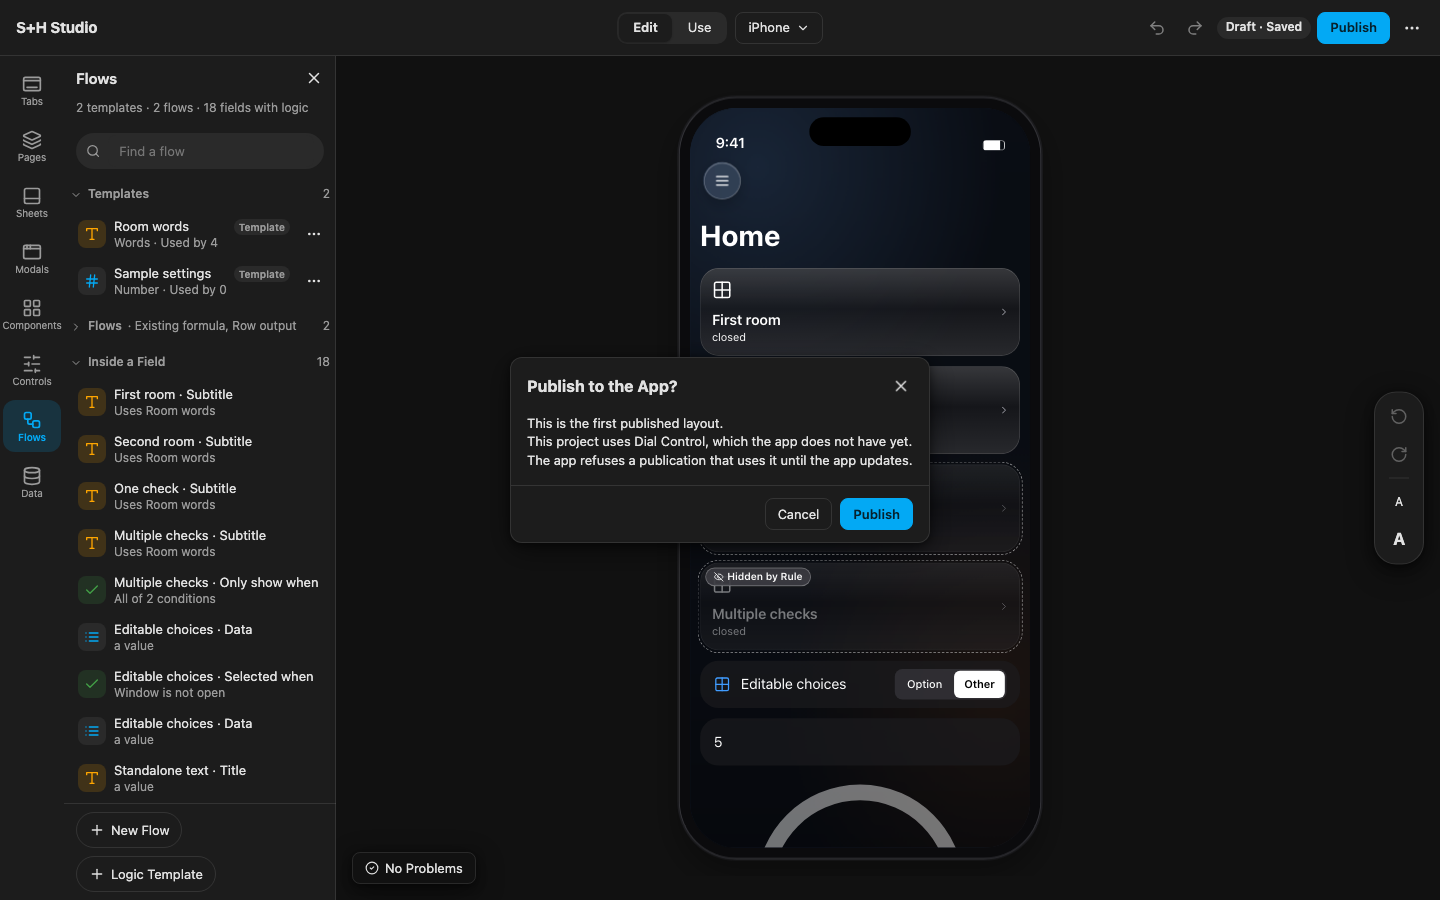 S+H Studio
Edit
Use
iPhone
Draft · Saved
Publish
Tabs
Pages
Sheets
Modals
Components
Controls
Flows
Data
Flows
2 templates · 2 flows · 18 fields with logic
Find a flow
Templates
2
Room words
Template
Words · Used by 4
Sample settings
Template
Number · Used by 0
Flows · Existing formula, Row output
2
Inside a Field
18
First room · Subtitle
Uses Room words
Second room · Subtitle
Uses Room words
One check · Subtitle
Uses Room words
Multiple checks · Subtitle
Uses Room words
Multiple checks · Only show when
All of 2 conditions
Editable choices · Data
a value
Editable choices · Selected when
Window is not open
Editable choices · Data
a value
Standalone text · Title
a value
New Flow
Logic Template
No Problems
9:41
Home
First room
closed
Publish to the App?
This is the first published layout.
This project uses Dial Control, which the app does not have yet.
The app refuses a publication that uses it until the app updates.
Cancel
Publish
Hidden by Rule
Multiple checks
closed
Editable choices
Option
Other
5
A
A